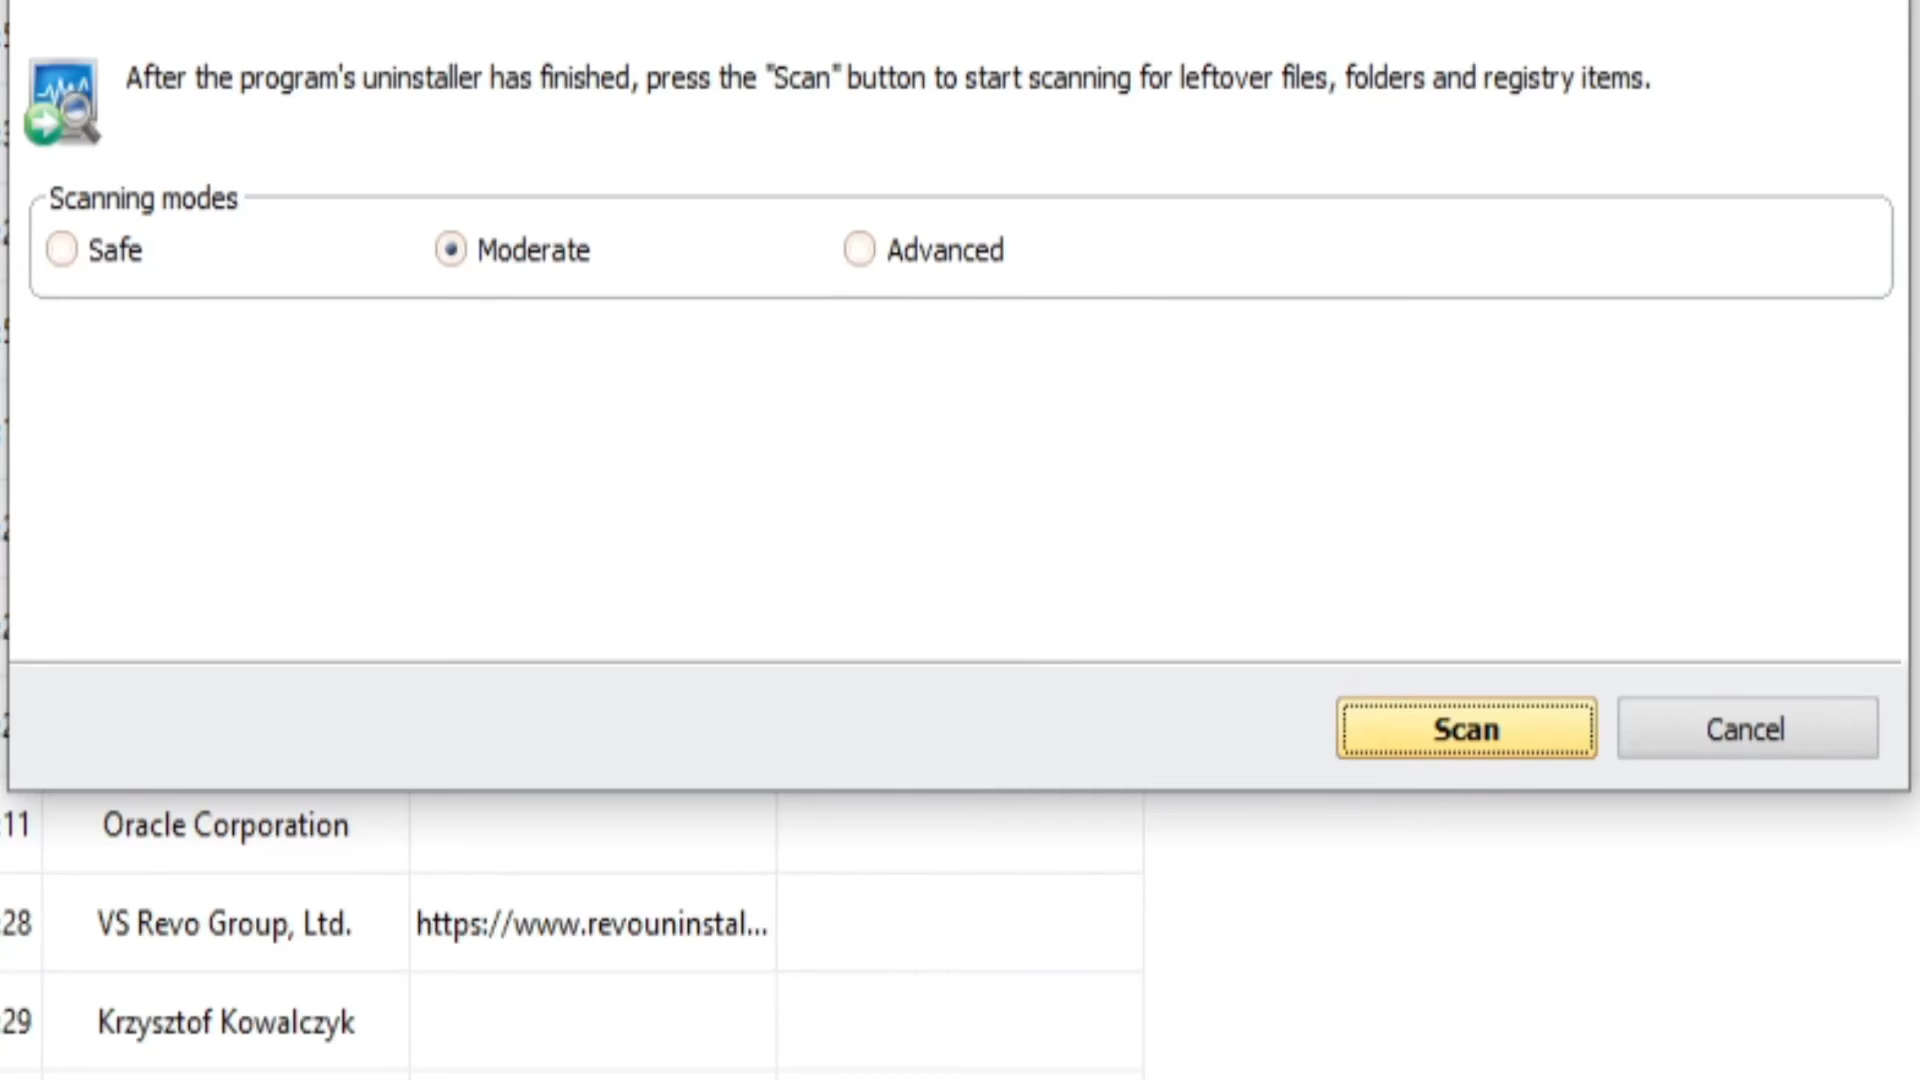 After the program's uninstaller has finished, press the "Scan" button to start scanning for leftover files, folders and registry items.
Scanning modes
Safe Moderate Advanced
Scan Cancel
:11 Oracle Corporation
:28 VS Revo Group, Ltd. https://www.revouninstal...
:29 Krzysztof Kowalczyk